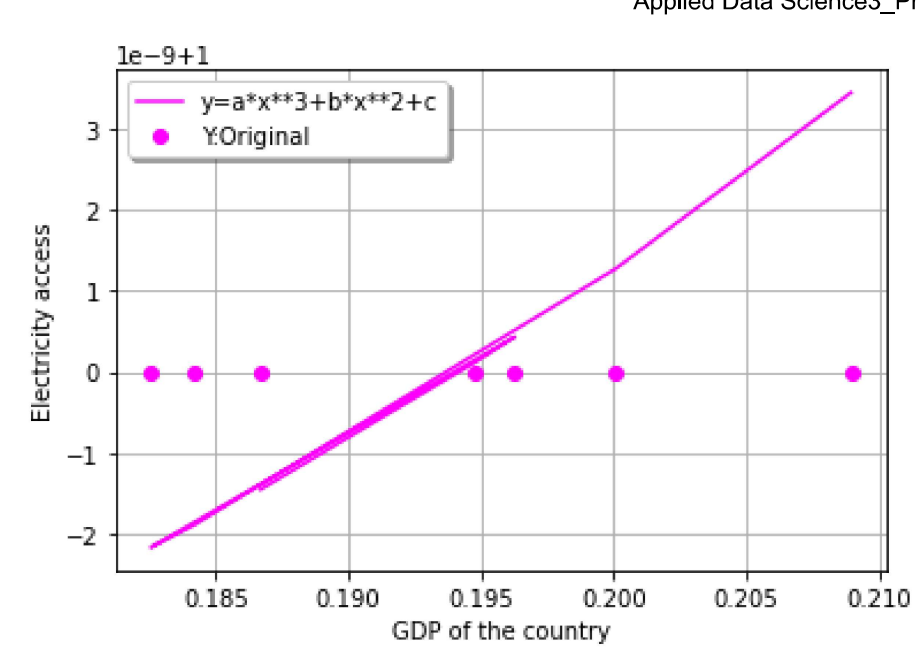 Applied Data Science3_Pr
1e−9+1
y=a*x**3+b*x**2+c
Y:Original
3
2
1
0
−1
−2
Electricity access
0.185 0.190 0.195 0.200 0.205 0.210
GDP of the country